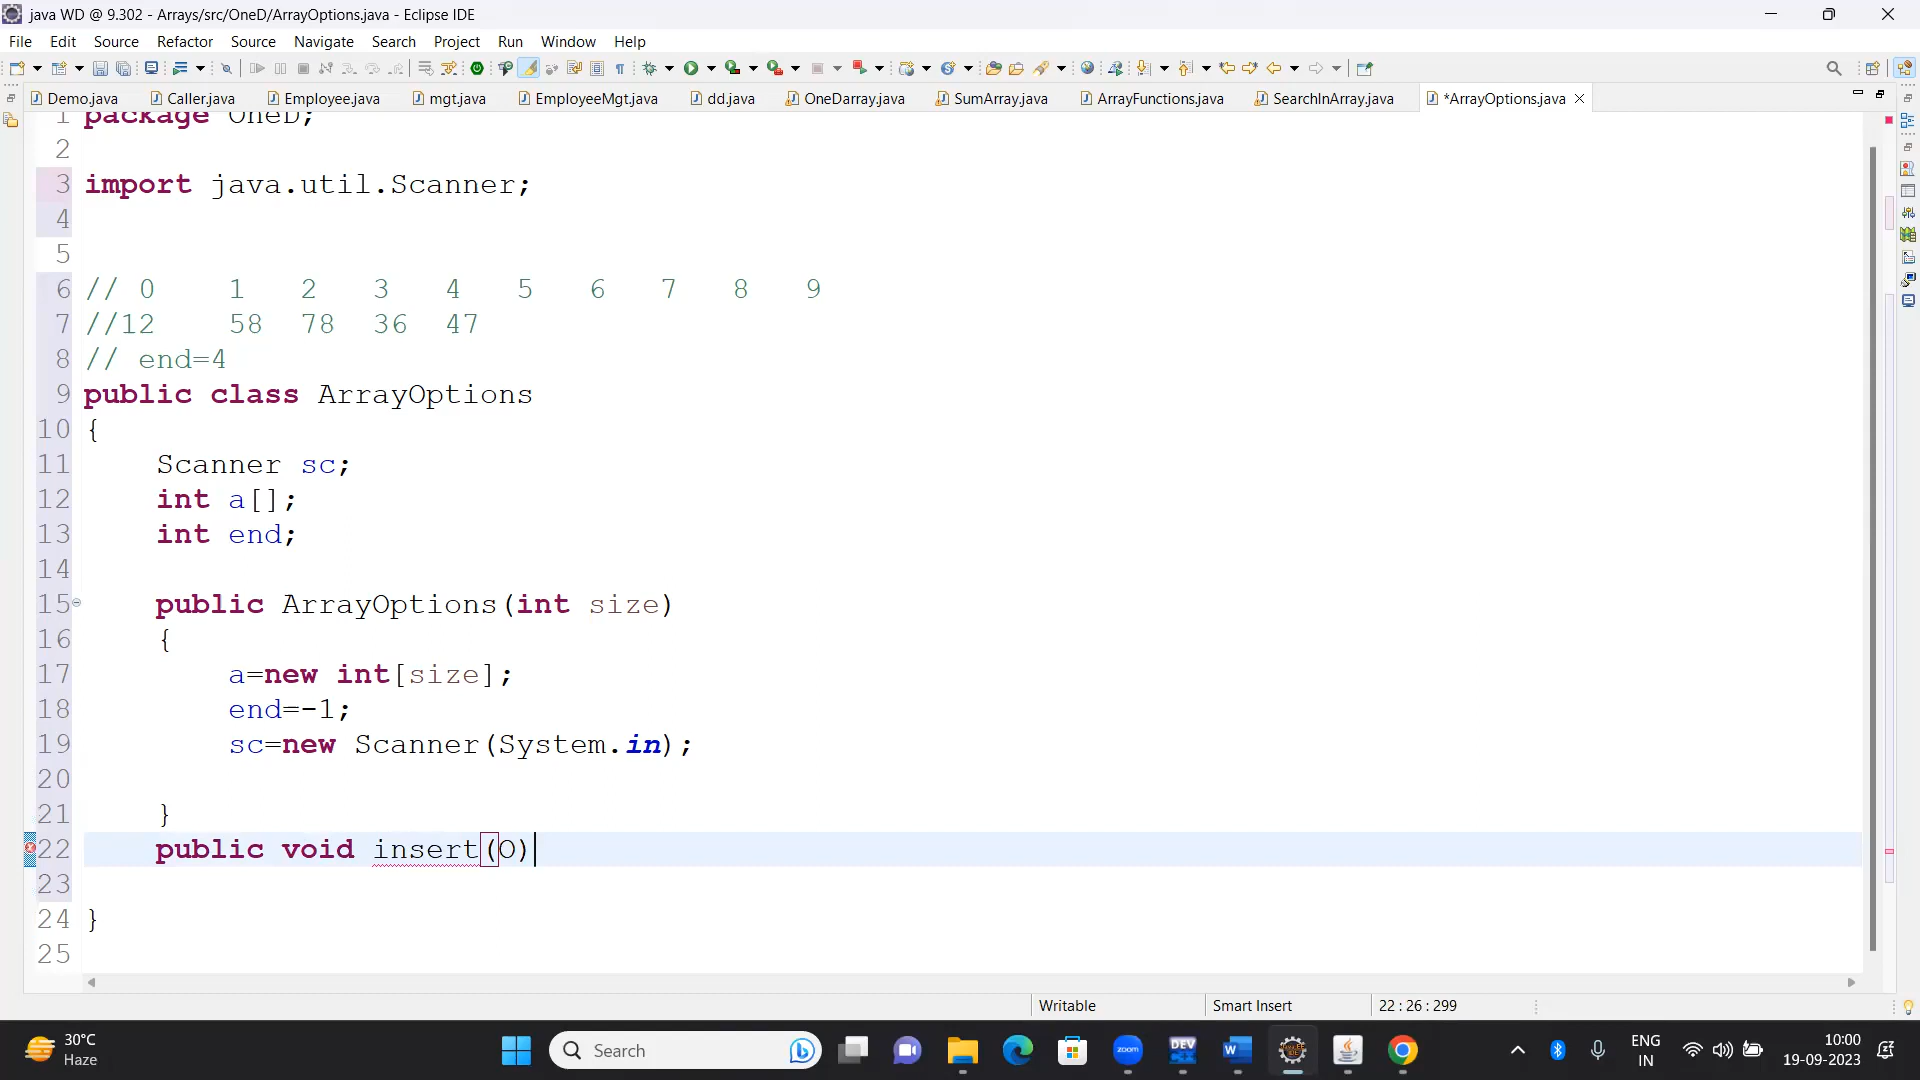 java WD @ 9.302 - Arrays/src/OneD/ArrayOptions.java - Eclipse IDE
File Edit Source Refactor Source Navigate Search Project Run Window Help
Demo.java Caller.java Employee.java mgt.java EmployeeMgt.java dd.java OneDarray.java SumArray.java ArrayFunctions.java SearchInArray.java *ArrayOptions.java
1 package OneD;
2
3 import java.util.Scanner;
4
5
6 // 0 1 2 3 4 5 6 7 8 9
7 //12 58 78 36 47
8 // end=4
9 public class ArrayOptions
10 {
11 Scanner sc;
12 int a[];
13 int end;
14
15 public ArrayOptions(int size)
16 {
17 a=new int[size];
18 end=-1;
19 sc=new Scanner(System.in);
20
21 }
22 public void insert(O)
23
24 }
25
Writable Smart Insert 22 : 26 : 299
30°C
Haze
Search
zoom
DEV
W
ENG
IN
10:00
19-09-2023